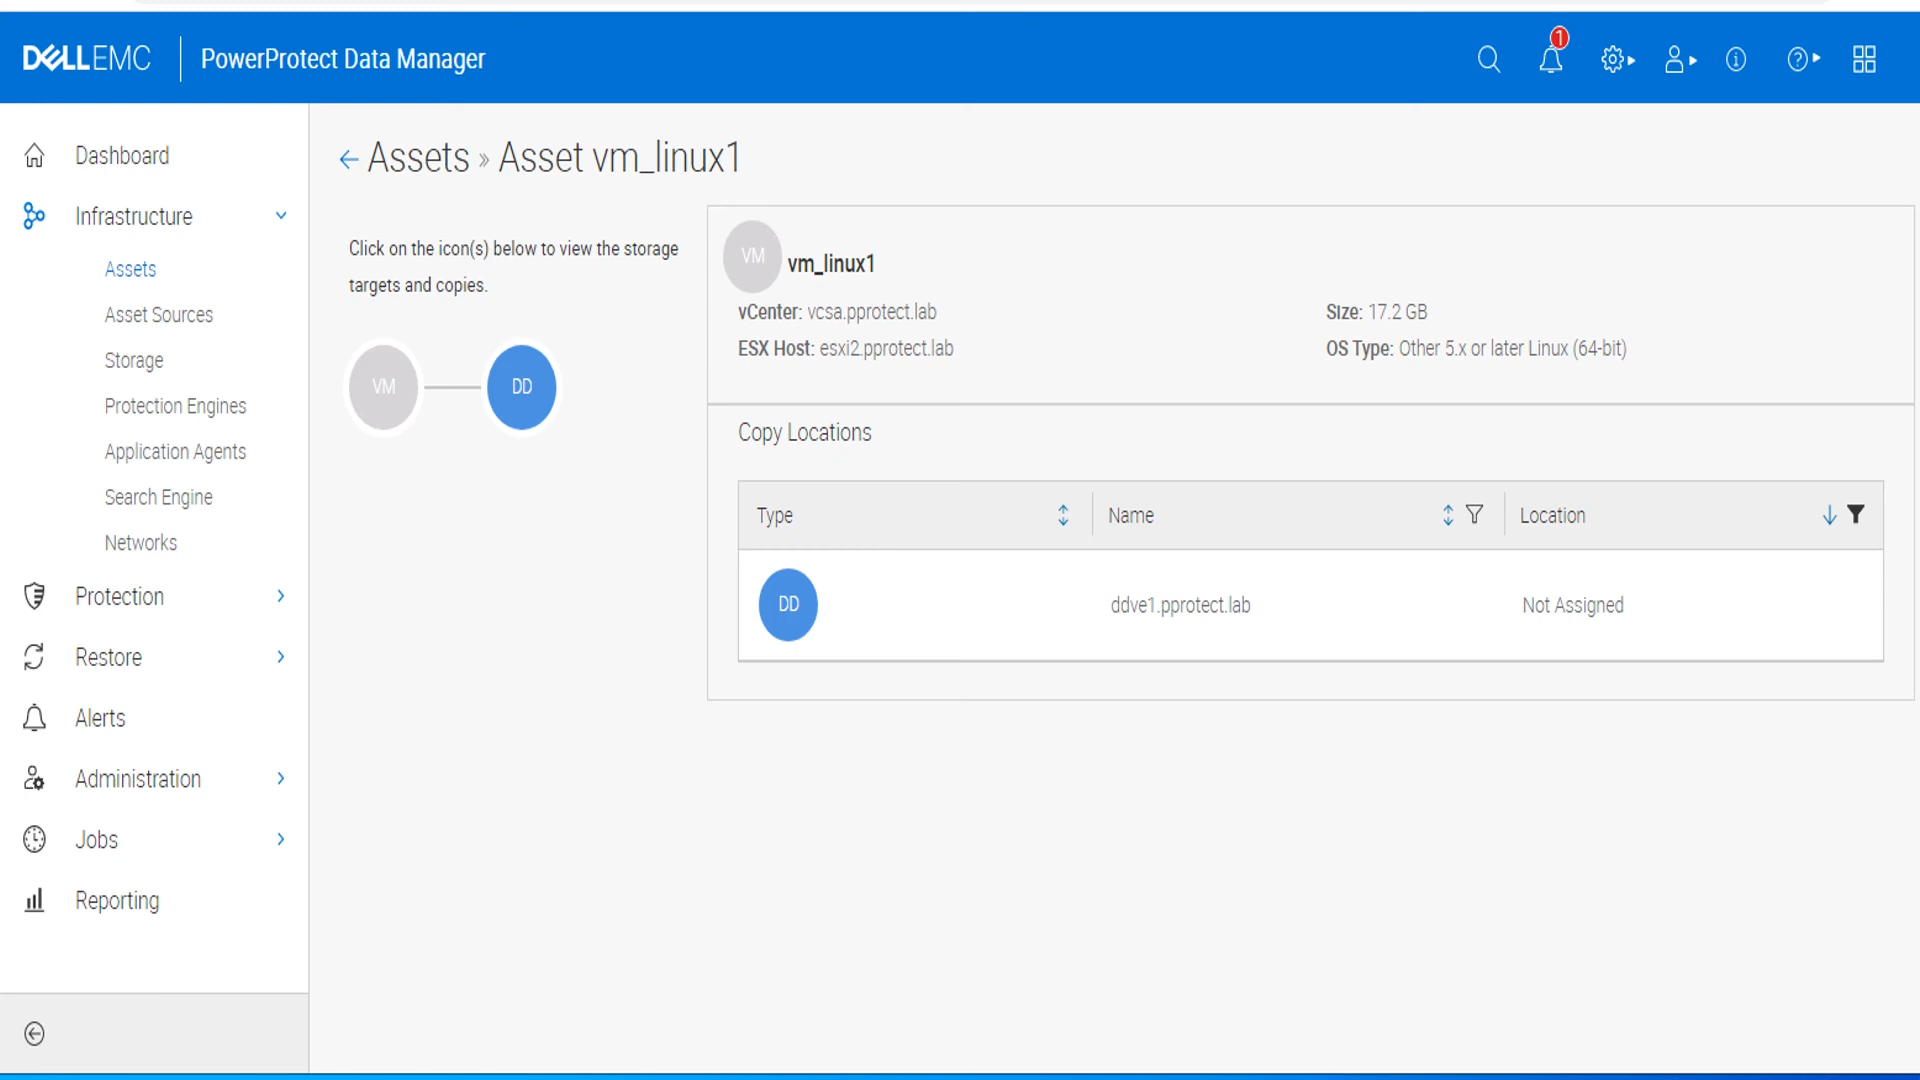 DELLEMC
PowerProtect Data Manager
1
Dashboard
Infrastructure
Assets
Asset Sources
Storage
Protection Engines
Application Agents
Search Engine
Networks
Protection
Restore
Alerts
Administration
Jobs
Reporting
Assets » Asset vm_linux1
Click on the icon(s) below to view the storage
targets and copies.
VM
DD
VM
vm_linux1
vCenter: vcsa.pprotect.lab
Size: 17.2 GB
ESX Host: esxi2.pprotect.lab
OS Type: Other 5.x or later Linux (64-bit)
Copy Locations
Type
Name
Location
DD
ddve1.pprotect.lab
Not Assigned